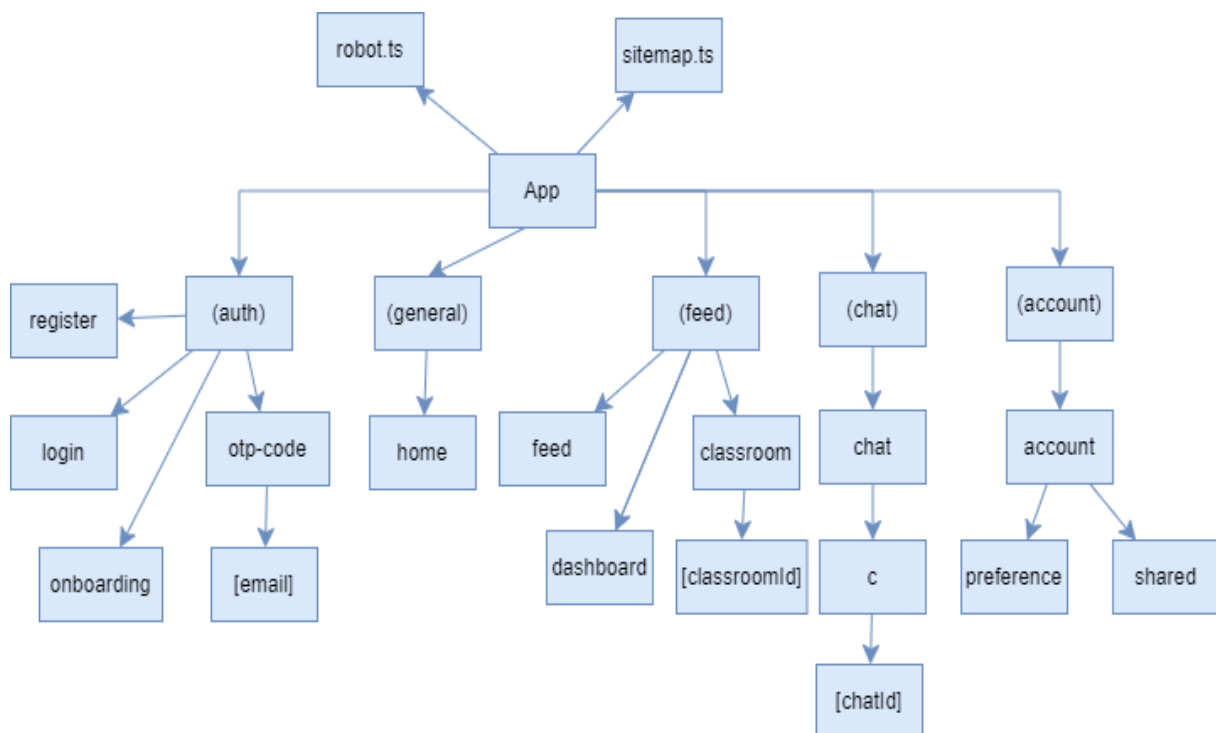 robot.ts
sitemap.ts
App
(auth)
(general)
(feed)
(chat)
(account)
register
login
otp-code
home
feed
classroom
chat
account
onboarding
[email]
dashboard
[classroomId]
c
preference
shared
[chatId]